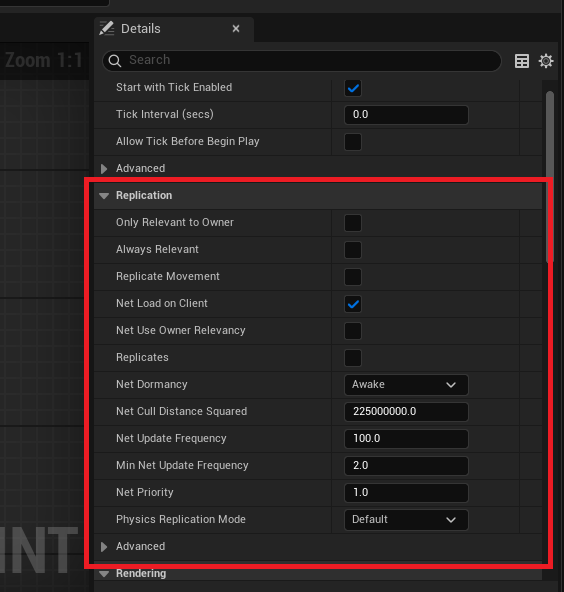 Details
Zoom 1:1
Search
Start with Tick Enabled
Tick Interval (secs) 0.0
Allow Tick Before Begin Play
Advanced
Replication
Only Relevant to Owner
Always Relevant
Replicate Movement
Net Load on Client
Net Use Owner Relevancy
Replicates
Net Dormancy Awake
Net Cull Distance Squared 225000000.0
Net Update Frequency 100.0
Min Net Update Frequency 2.0
Net Priority 1.0
Physics Replication Mode Default
Advanced
INT
Rendering